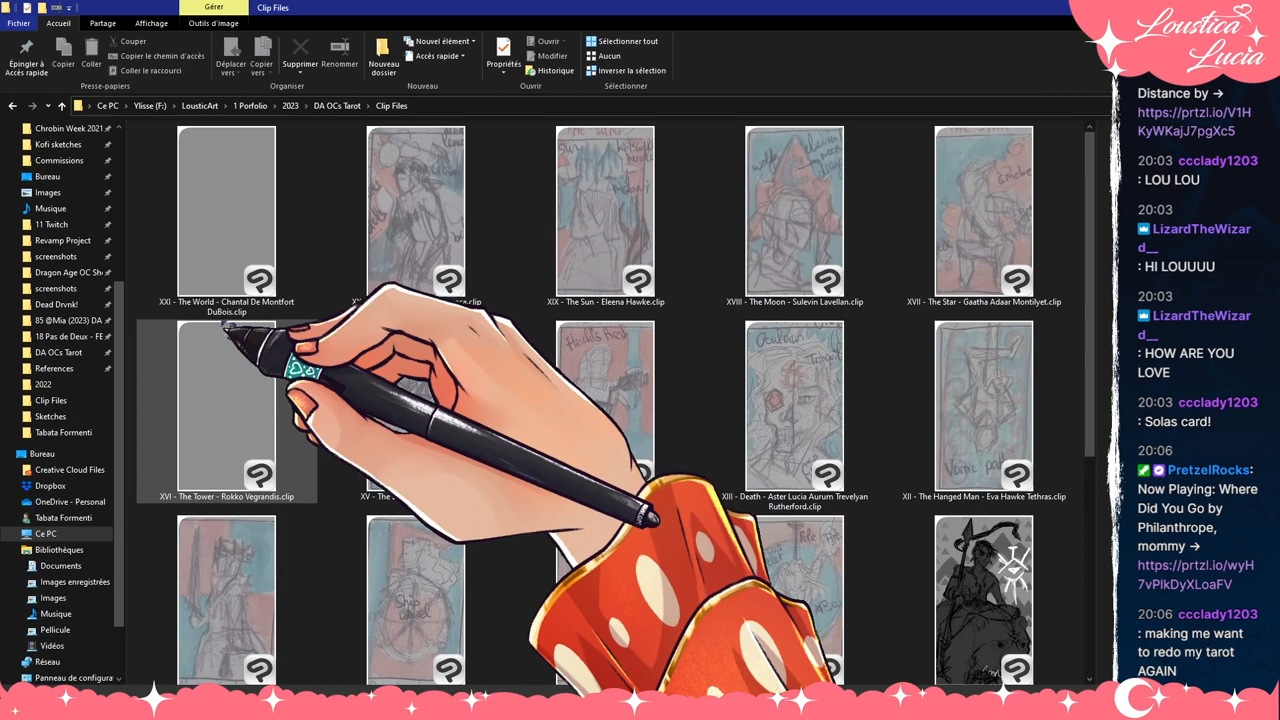 Gérer
Clip Files
Fichier
Accueil
Partage
Affichage
Outils d'image
Épingler à
Accès rapide
Copier
Coller
Couper
Copier le chemin d'accès
Coller le raccourci
Presse-papiers
Déplacer
vers
Copier
vers
Supprimer
Renommer
Organiser
Nouveau
dossier
Nouvel élément
Accès rapide
Nouveau
Propriétés
Ouvrir
Modifier
Historique
Ouvrir
Sélectionner tout
Aucun
Inverser la sélection
Sélectionner
Ce PC > Ylisse (F:) > LousticArt > 1 Porfolio > 2023 > DA OCs Tarot > Clip Files
Chrobin Week 2021
Kofi sketches
Commissions
Bureau
Images
Musique
11 Twitch
Revamp Project
screenshots
Dragon Age OC Sh
screenshots
Dead Drvnk!
85 @Mia (2023) DA
18 Pas de Deux - FE
DA OCs Tarot
References
2022
Clip Files
Sketches
Tabata Formenti
Bureau
Creative Cloud Files
Dropbox
OneDrive - Personal
Tabata Formenti
Ce PC
Bibliothèques
Documents
Images enregistrées
Images
Musique
Pellicule
Vidéos
Réseau
Panneau de configura
XXI - The World - Chantal De Montfort
DuBois.clip
XIX - The Sun - Eleena Hawke.clip
XVIII - The Moon - Sulevin Lavellan.clip
XVII - The Star - Gaatha Adaar Montilyet.clip
XVI - The Tower - Rokko Vegrandis.clip
XV - The
XIII - Death - Aster Lucia Aurum Trevelyan
Rutherford.clip
XII - The Hanged Man - Eva Hawke Tethras.clip
Ship
wheel
Loustica
Lucia
Distance by →
https://prtzl.io/V1H
KyWKajJ7pgXc5
20:03 ccclady1203
: LOU LOU
20:03
LizardTheWizar
d__
: HI LOUUUU
20:03
LizardTheWizar
d__
: HOW ARE YOU
LOVE
20:03 ccclady1203
: Solas card!
20:06
PretzelRocks:
Now Playing: Where
Did You Go by
Philanthrope,
mommy →
https://prtzl.io/wyH
7vPlkDyXLoaFV
20:06 ccclady1203
: making me want
to redo my tarot
AGAIN